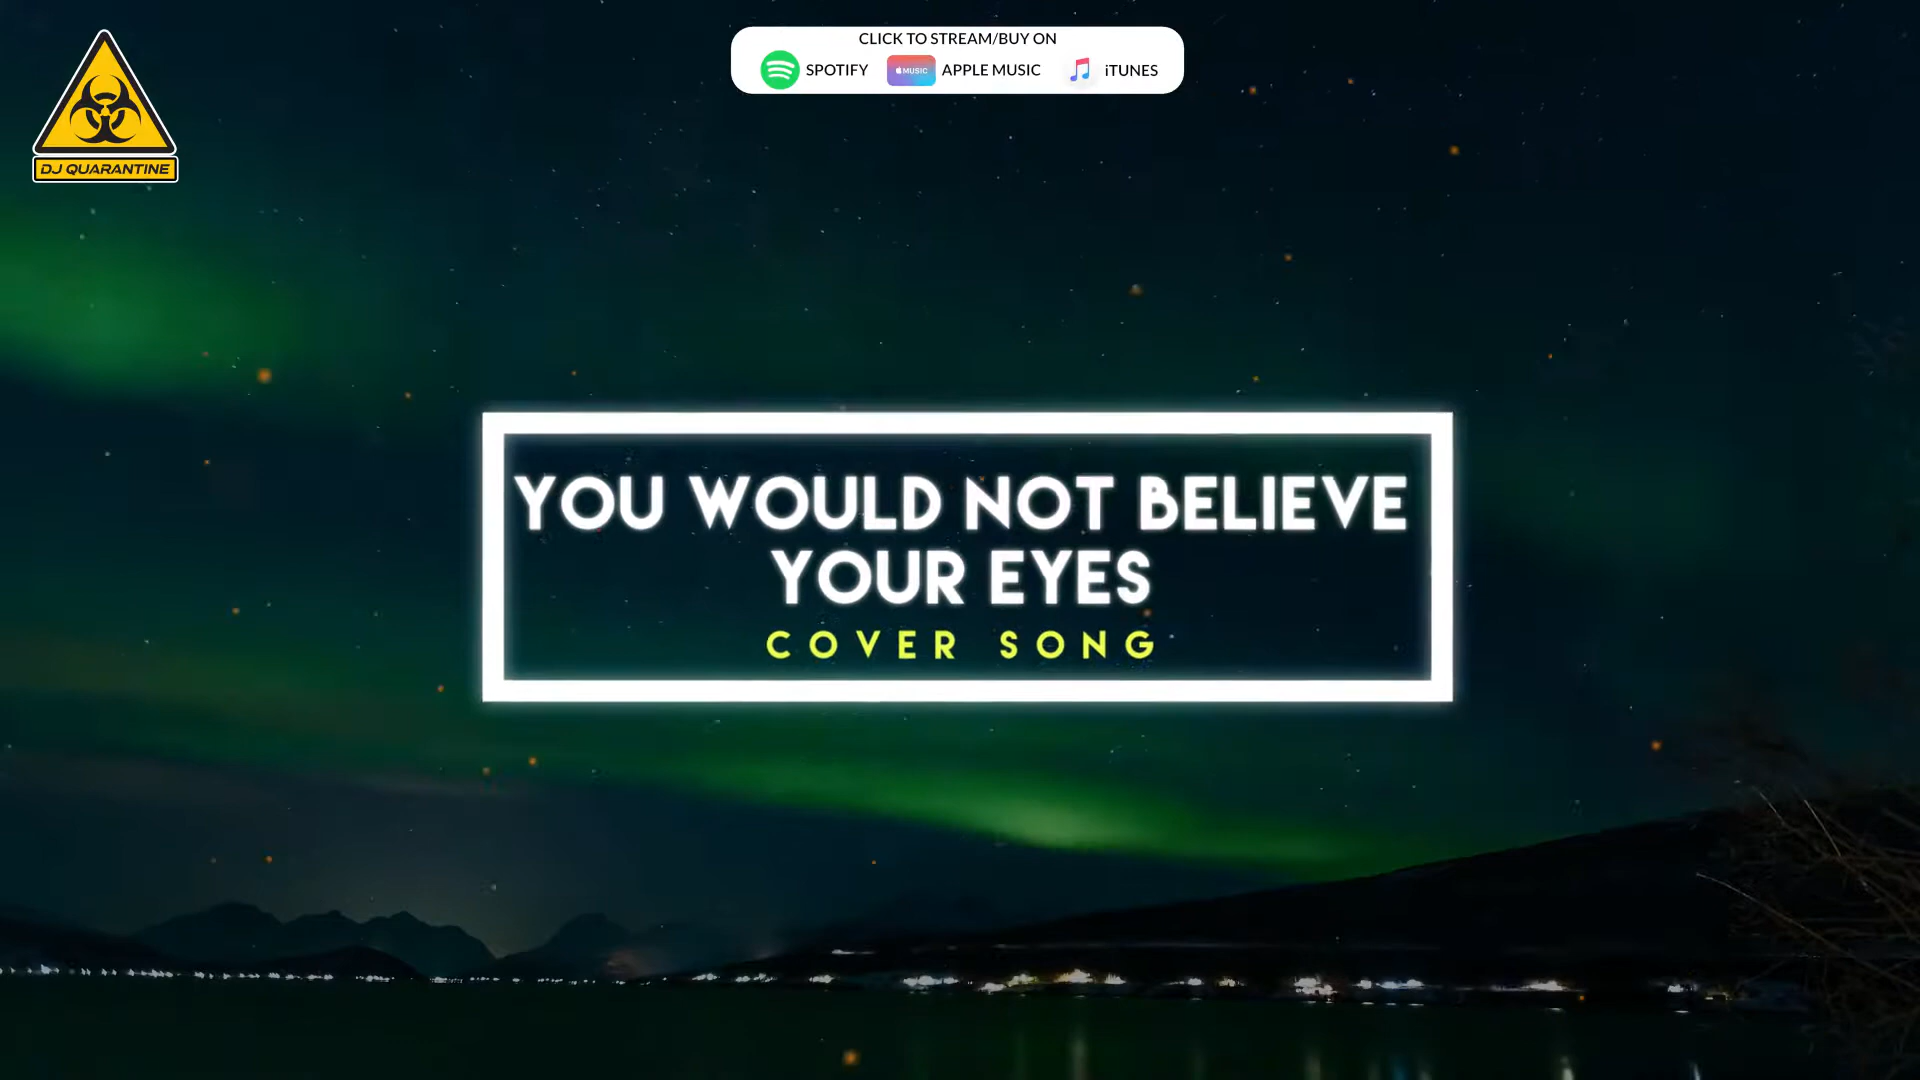 CLICK TO STREAM/BUY ON
SPOTIFY MUSIC APPLE MUSIC iTUNES
DJ QUARANTINE
YOU WOULD NOT BELIEVE
YOUR EYES
COVER SONG